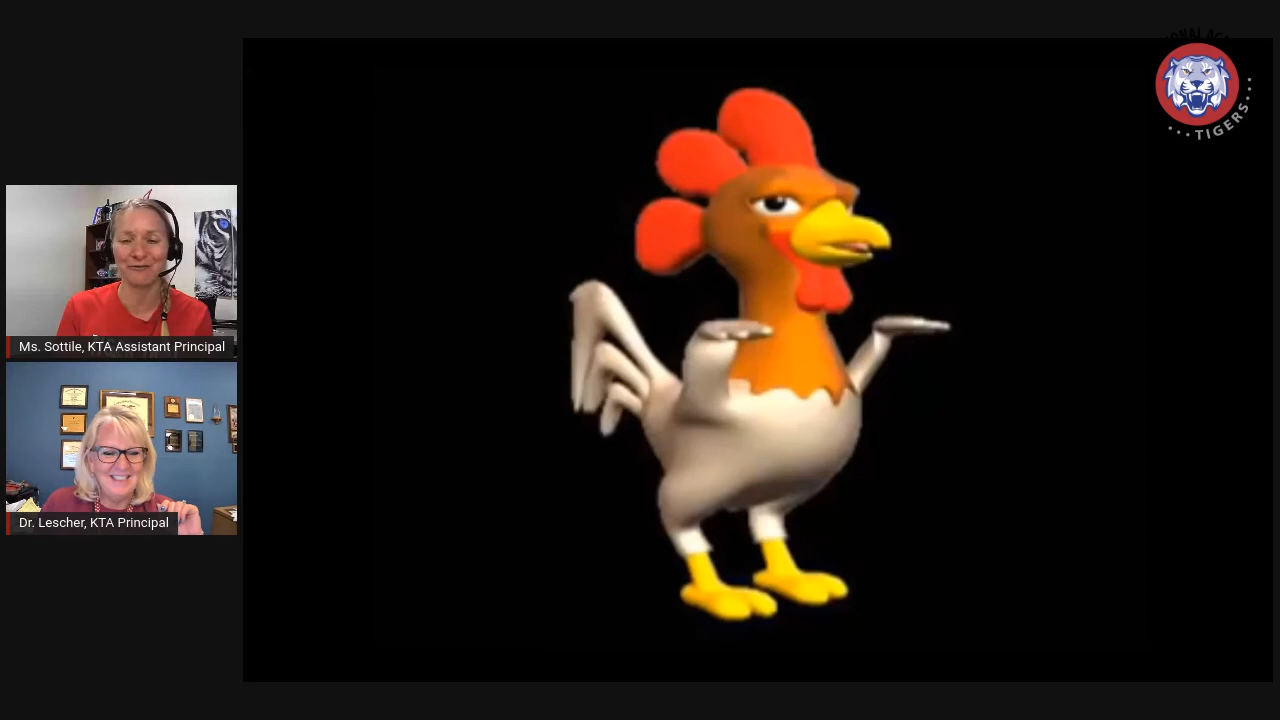 Ms. Sottile, KTA Assistant Principal
Dr. Lescher, KTA Principal
TIGERS